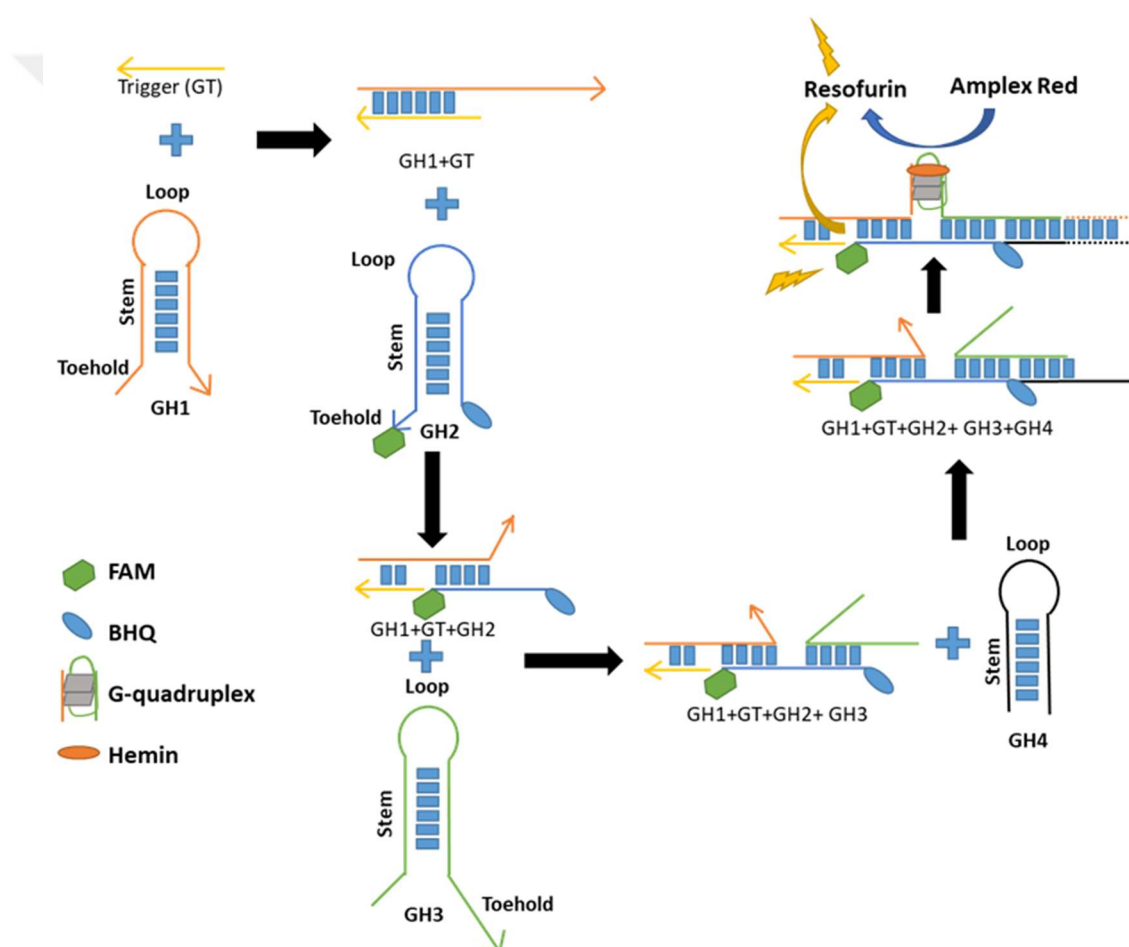 Trigger (GT)
Loop
Stem
Toehold
GH1
GH1+GT
Loop
Stem
Toehold
GH2
GH1+GT+GH2
Loop
Stem
Toehold
GH3
GH1+GT+GH2+ GH3
Loop
Stem
GH4
GH1+GT+GH2+ GH3+GH4
Resofurin
Amplex Red
FAM
BHQ
G-quadruplex
Hemin